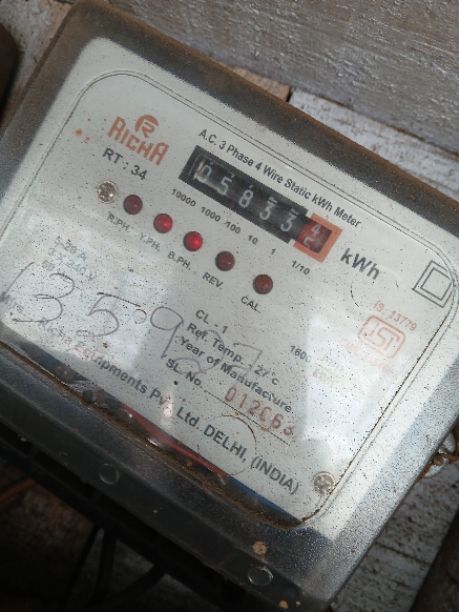 RICHA
RT : 34
A.C. 3 Phase 4 Wire Static kWh Meter
05833
kWh
10000 1000 100 10 1 1/10
R.PH. Y.PH. B.PH. REV. CAL.
IS 13779
ISI
CL - 1
Ref. Temp. 27°c
Year of Manufacture
SL. No.
Equipments Pvt. Ltd. DELHI, (INDIA)